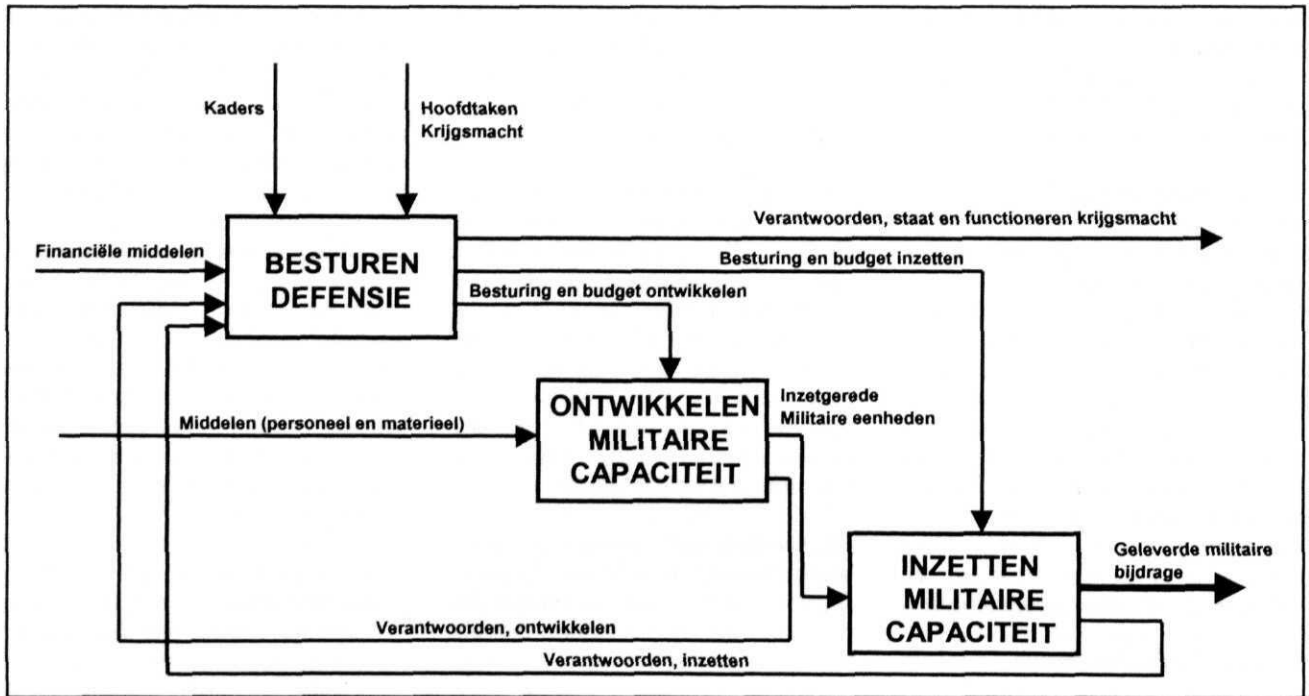 Kaders
Hoofdtaken
Krijgsmacht
Verantwoorden, staat en functioneren krijgsmacht
Financiële middelen
BESTUREN
DEFENSIE
Besturing en budget inzetten
Besturing en budget ontwikkelen
Middelen (personeel en materieel)
ONTWIKKELEN
MILITAIRE
CAPACITEIT
Inzetgerede
Militaire eenheden
INZETTEN
MILITAIRE
CAPACITEIT
Geleverde militaire
bijdrage
Verantwoorden, ontwikkelen
Verantwoorden, inzetten